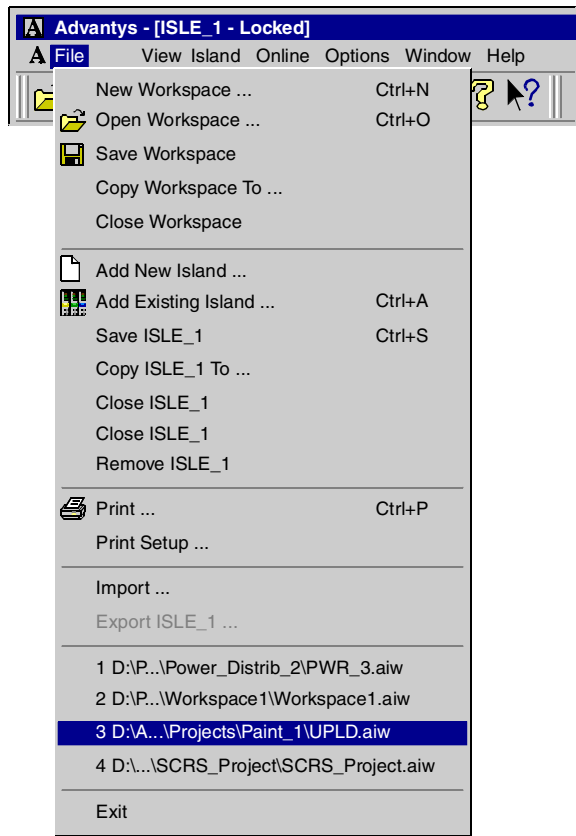 A Advantys - [ISLE_1 - Locked]
A File View Island Online Options Window Help
New Workspace ... Ctrl+N
Open Workspace ... Ctrl+O
Save Workspace
Copy Workspace To ...
Close Workspace
Add New Island ...
Add Existing Island ... Ctrl+A
Save ISLE_1 Ctrl+S
Copy ISLE_1 To ...
Close ISLE_1
Close ISLE_1
Remove ISLE_1
Print ... Ctrl+P
Print Setup ...
Import ...
Export ISLE_1 ...
1 D:\P...\Power_Distrib_2\PWR_3.aiw
2 D:\P...\Workspace1\Workspace1.aiw
3 D:\A...\Projects\Paint_1\UPLD.aiw
4 D:\...\SCRS_Project\SCRS_Project.aiw
Exit